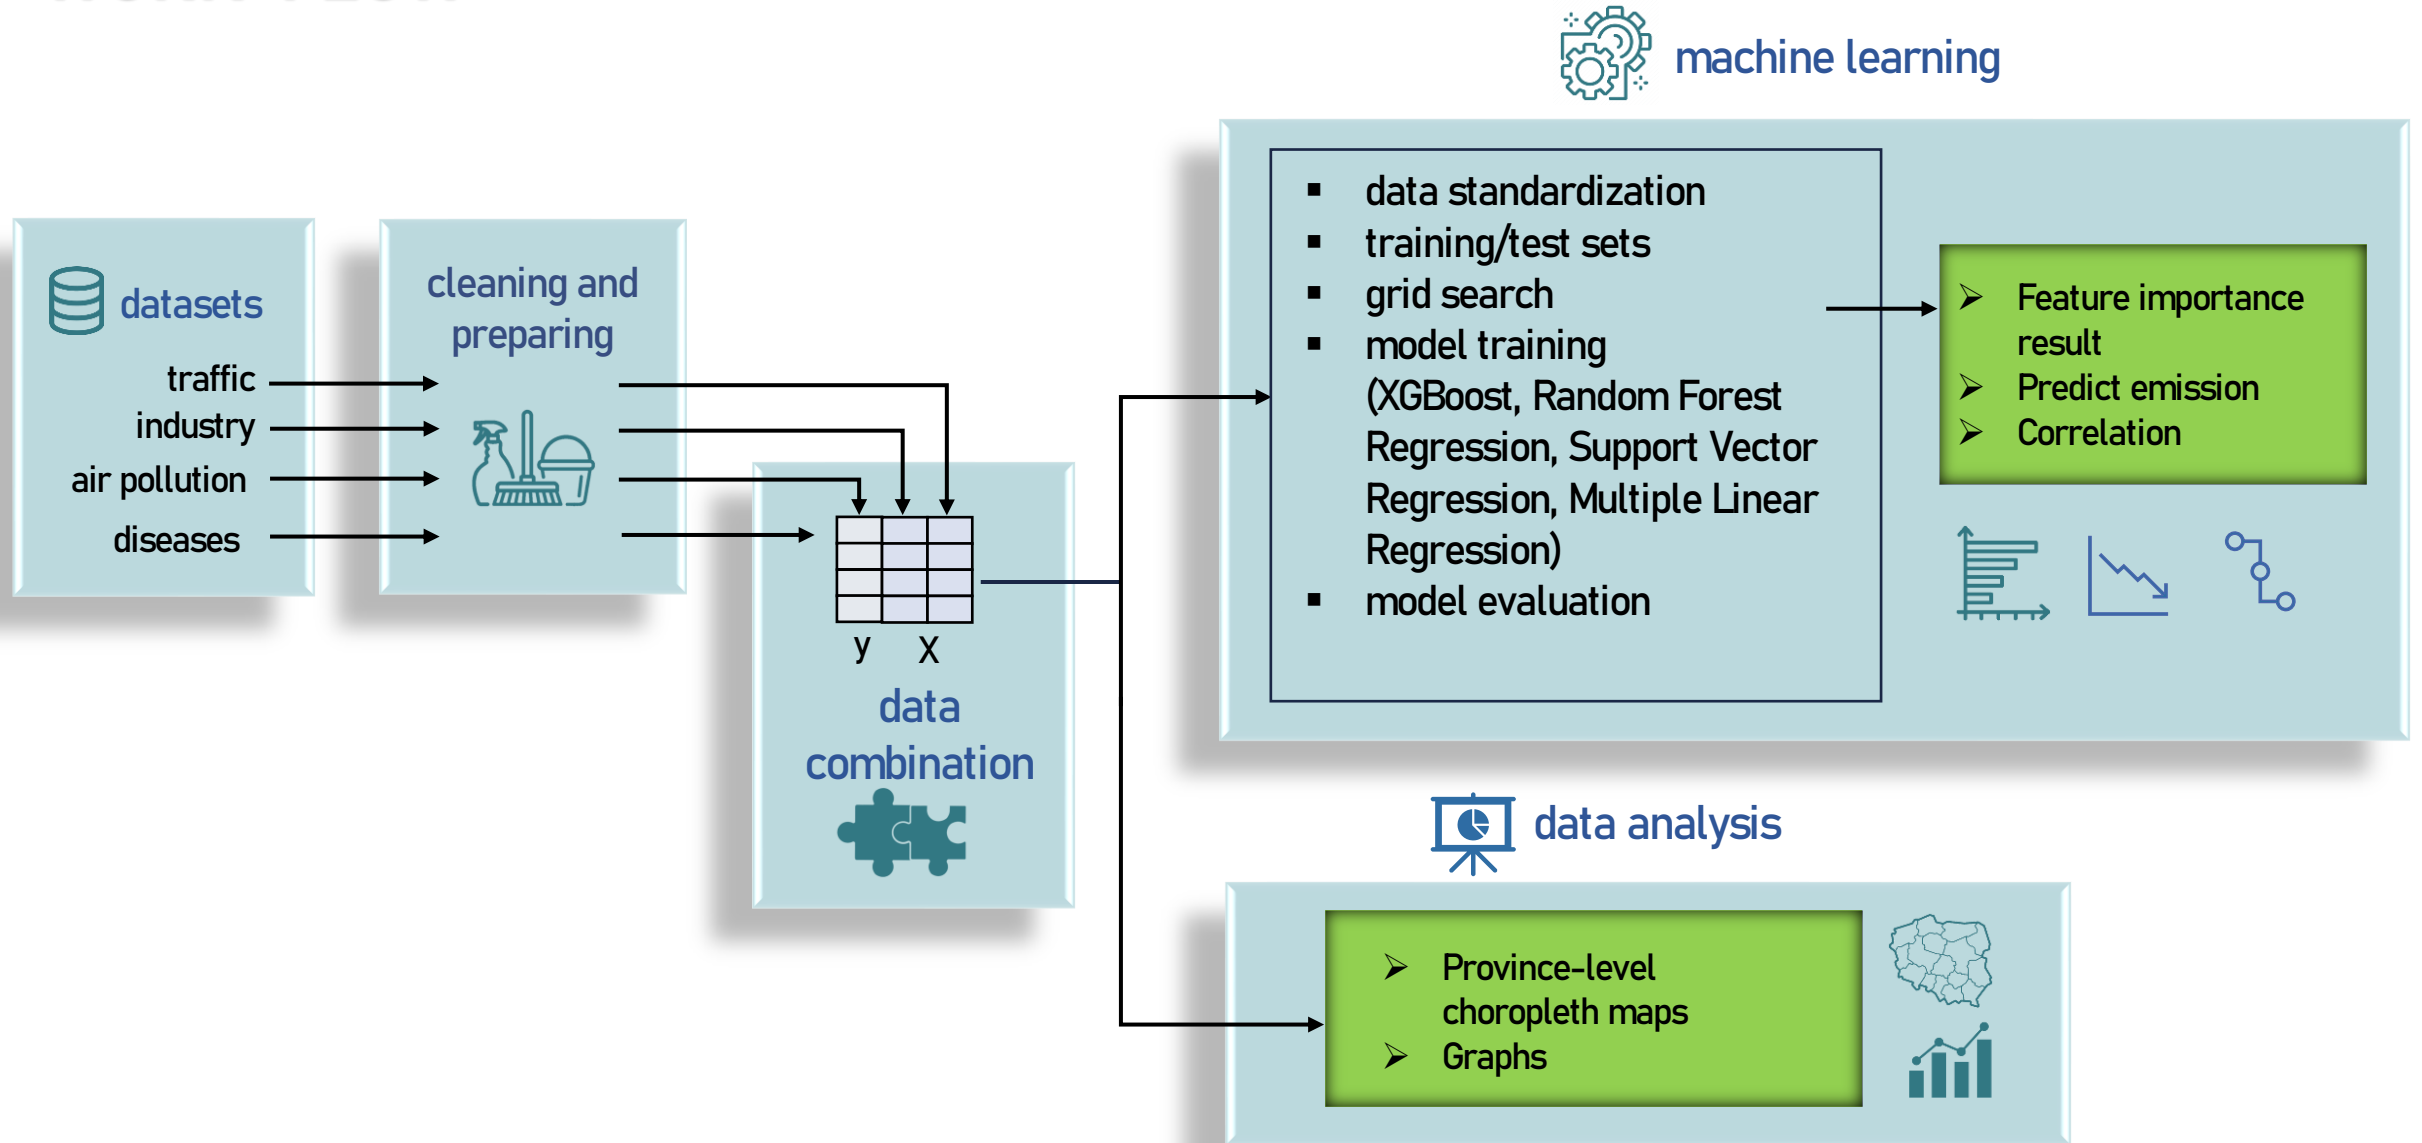 machine learning
datasets
traffic
industry
air pollution
diseases
cleaning and
preparing
y X
data
combination
▪ data standardization
▪ training/test sets
▪ grid search
▪ model training
(XGBoost, Random Forest
Regression, Support Vector
Regression, Multiple Linear
Regression)
▪ model evaluation
➢ Feature importance
result
➢ Predict emission
➢ Correlation
data analysis
➢ Province-level
choropleth maps
➢ Graphs